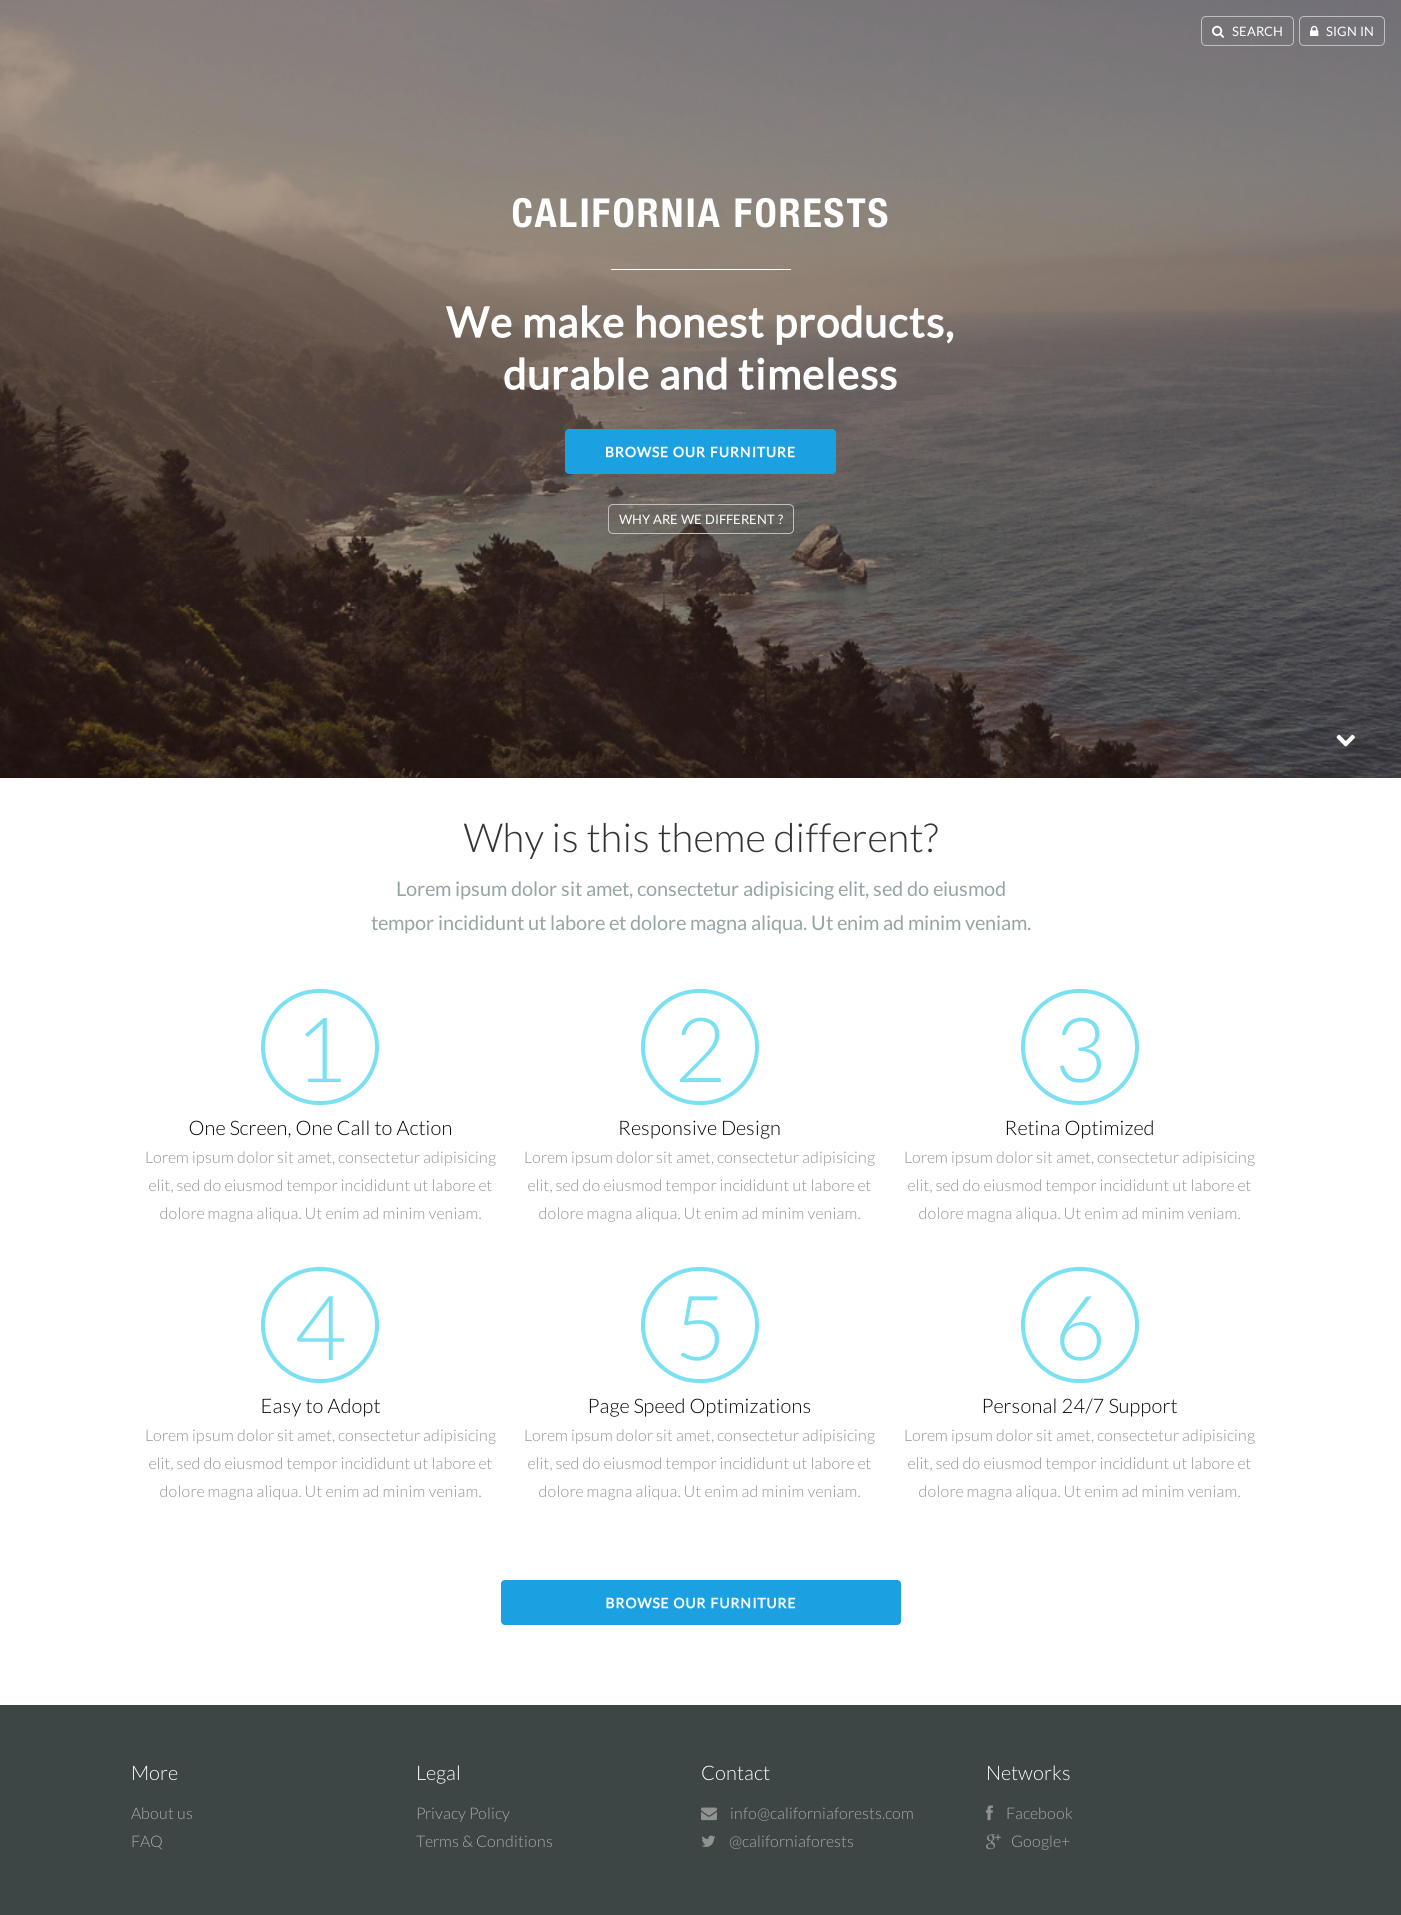 SEARCH
SIGN IN
CALIFORNIA FORESTS
We make honest products,
durable and timeless
BROWSE OUR FURNITURE
WHY ARE WE DIFFERENT ?
Why is this theme different?
Lorem ipsum dolor sit amet, consectetur adipisicing elit, sed do eiusmod
tempor incididunt ut labore et dolore magna aliqua. Ut enim ad minim veniam.
1
One Screen, One Call to Action
Lorem ipsum dolor sit amet, consectetur adipisicing
elit, sed do eiusmod tempor incididunt ut labore et
dolore magna aliqua. Ut enim ad minim veniam.
2
Responsive Design
Lorem ipsum dolor sit amet, consectetur adipisicing
elit, sed do eiusmod tempor incididunt ut labore et
dolore magna aliqua. Ut enim ad minim veniam.
3
Retina Optimized
Lorem ipsum dolor sit amet, consectetur adipisicing
elit, sed do eiusmod tempor incididunt ut labore et
dolore magna aliqua. Ut enim ad minim veniam.
4
Easy to Adopt
Lorem ipsum dolor sit amet, consectetur adipisicing
elit, sed do eiusmod tempor incididunt ut labore et
dolore magna aliqua. Ut enim ad minim veniam.
5
Page Speed Optimizations
Lorem ipsum dolor sit amet, consectetur adipisicing
elit, sed do eiusmod tempor incididunt ut labore et
dolore magna aliqua. Ut enim ad minim veniam.
6
Personal 24/7 Support
Lorem ipsum dolor sit amet, consectetur adipisicing
elit, sed do eiusmod tempor incididunt ut labore et
dolore magna aliqua. Ut enim ad minim veniam.
BROWSE OUR FURNITURE
More
About us
FAQ
Legal
Privacy Policy
Terms & Conditions
Contact
info@californiaforests.com
@californiaforests
Networks
Facebook
Google+